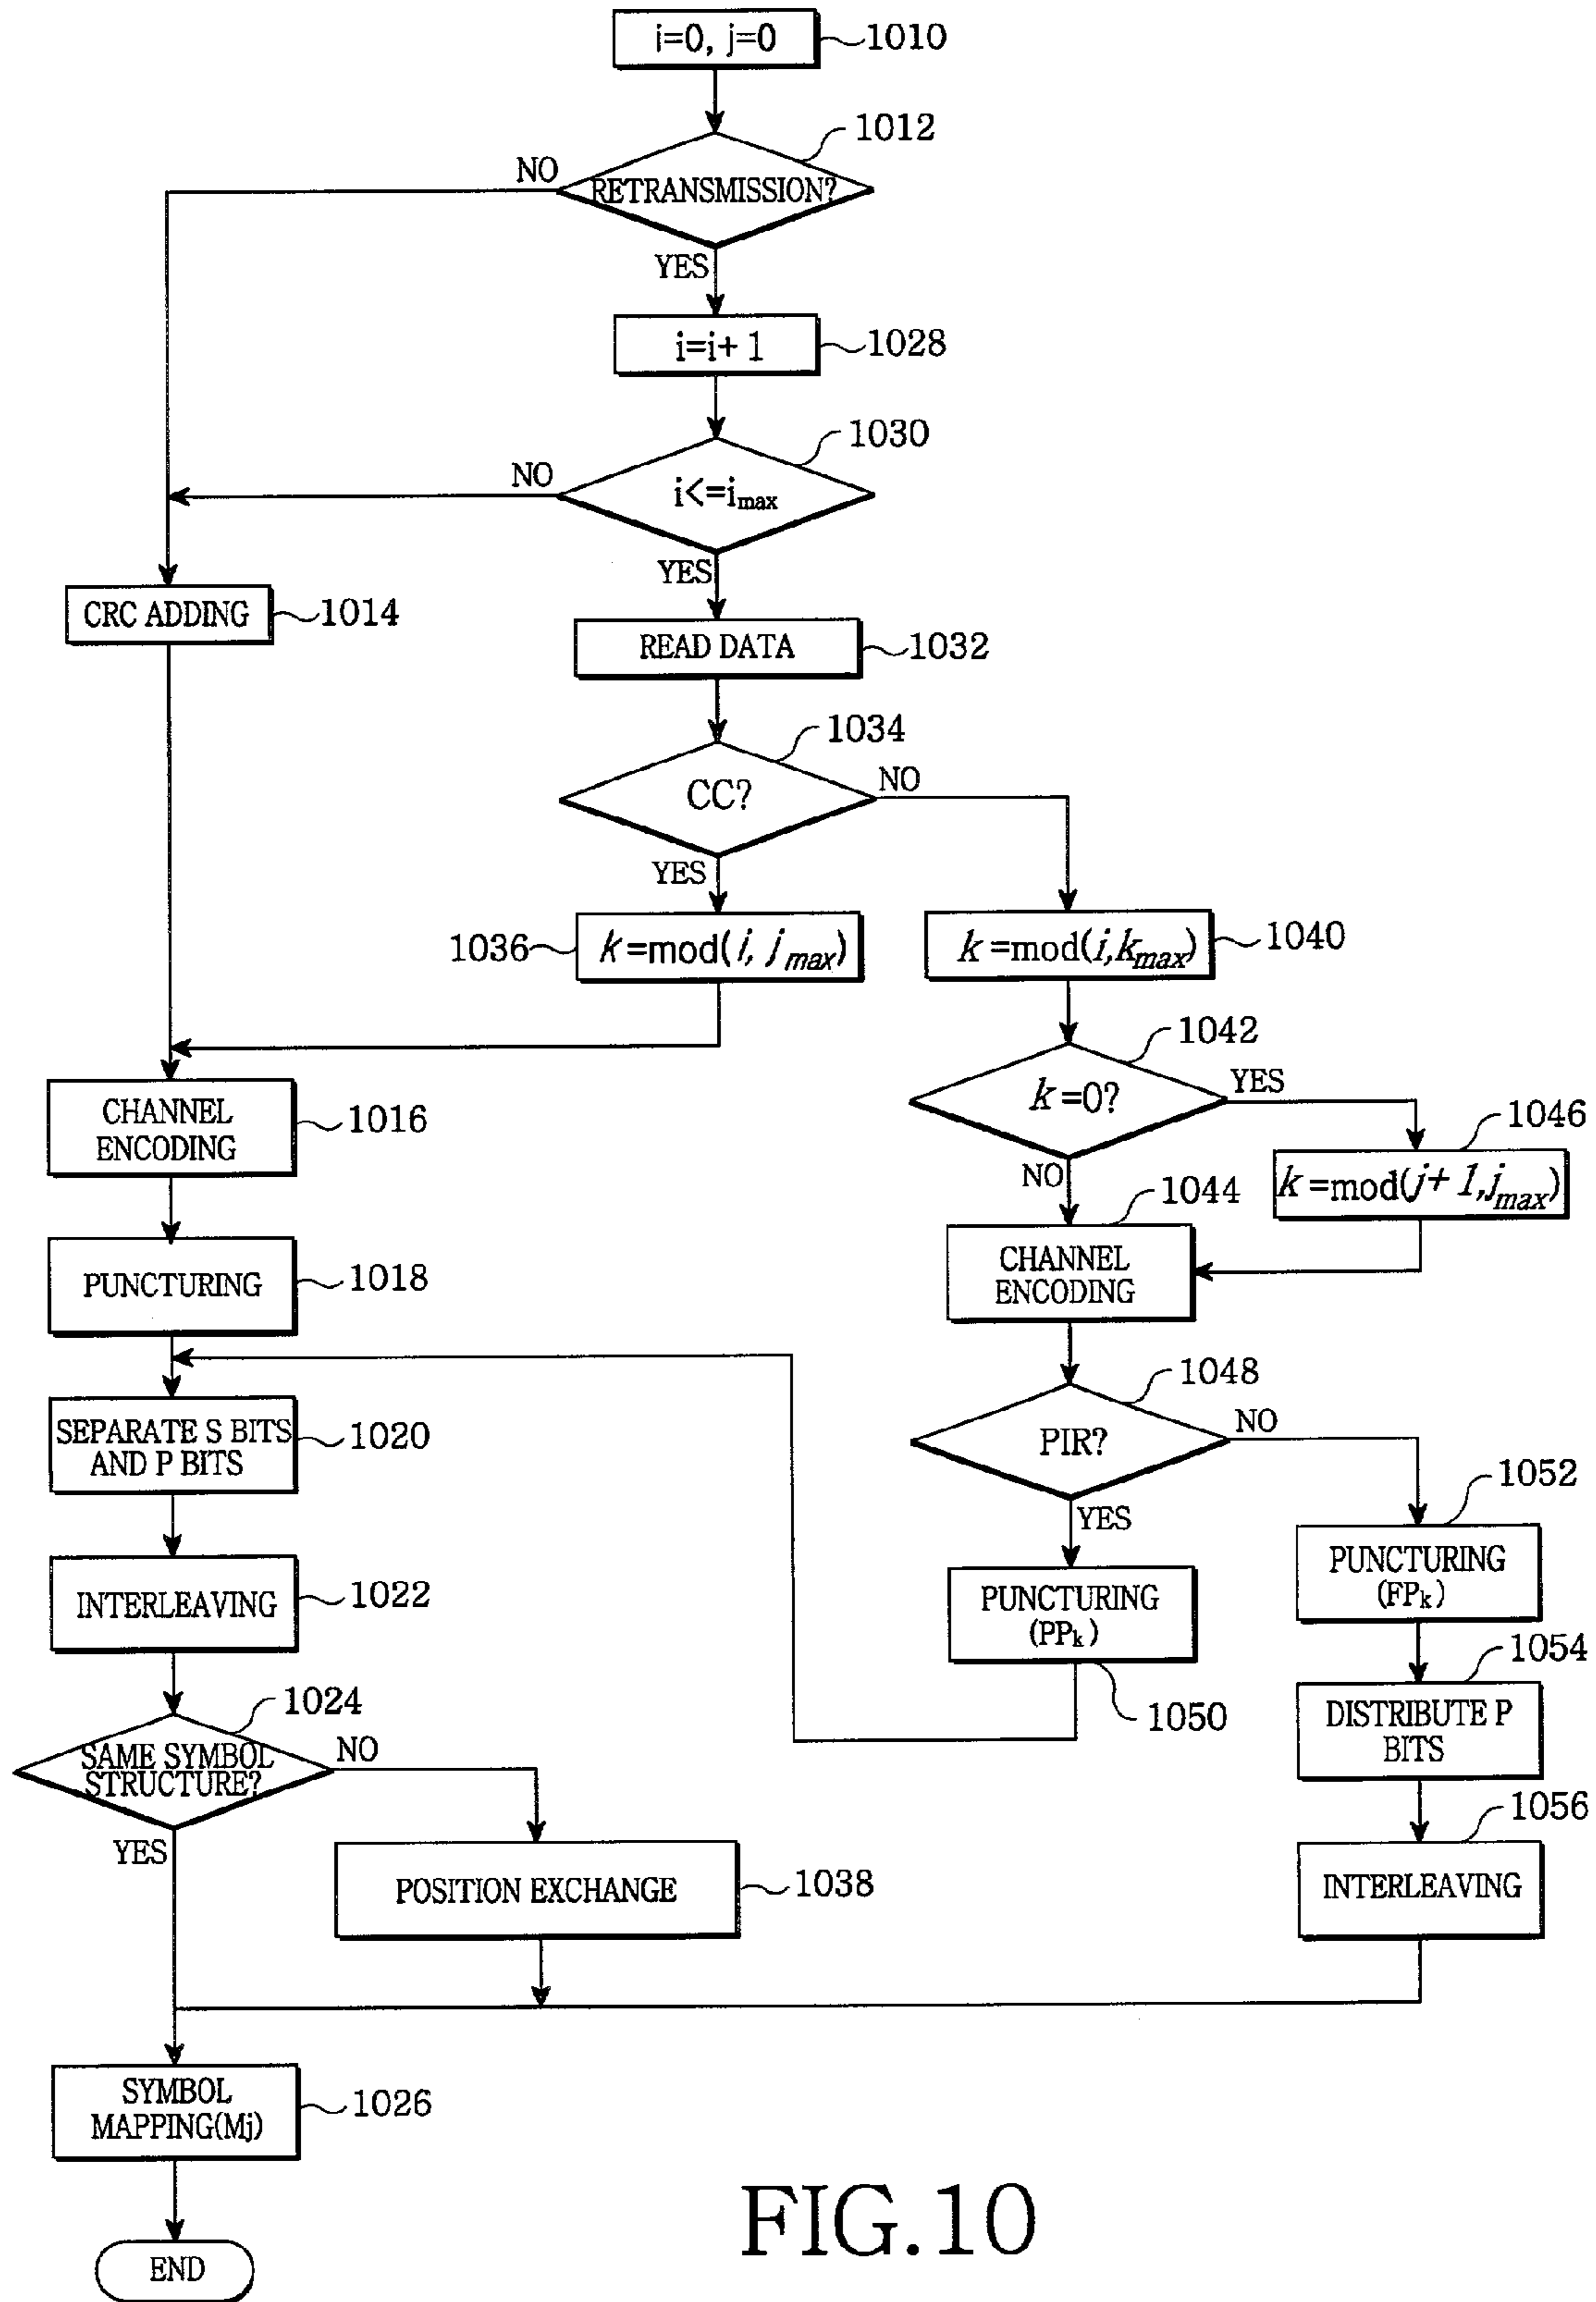 i=0, j=0
1010
1012
NO
RETRANSMISSION?
YES
i=i+ 1
1028
1030
NO
i<=imax
YES
CRC ADDING
1014
READ DATA
1032
1034
CC?
NO
YES
1036
k=mod(i, jmax)
k=mod(i,kmax)
1040
1042
k=0?
YES
CHANNEL
ENCODING
1016
1046
k=mod(j+ 1,jmax)
NO
1044
CHANNEL
ENCODING
PUNCTURING
1018
1048
PIR?
NO
SEPARATE S BITS
AND P BITS
1020
1052
YES
PUNCTURING
(FPk)
INTERLEAVING
1022
PUNCTURING
(PPk)
1050
1054
DISTRIBUTE P
BITS
1024
SAME SYMBOL
STRUCTURE?
NO
YES
POSITION EXCHANGE
1038
1056
INTERLEAVING
SYMBOL
MAPPING(Mj)
1026
END
FIG.10